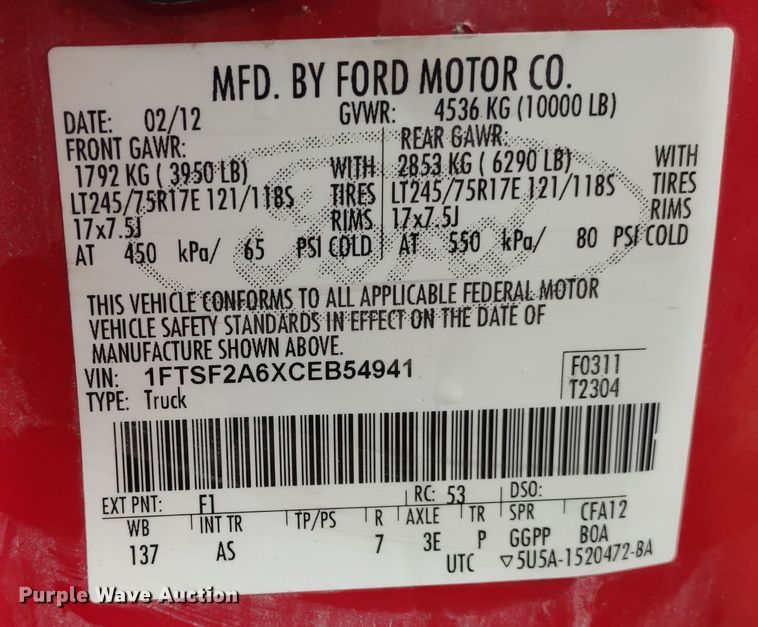 MFD. BY FORD MOTOR CO.
DATE: 02/12 GVWR: 4536 KG (10000 LB)
FRONT GAWR: REAR GAWR:
1792 KG ( 3950 LB) WITH 2853 KG ( 6290 LB) WITH
LT245/75R17E 121/118S TIRES LT245/75R17E 121/118S TIRES
17x7.5J RIMS 17x7.5J RIMS
AT 450 kPa/ 65 PSI COLD AT 550 kPa/ 80 PSI COLD
THIS VEHICLE CONFORMS TO ALL APPLICABLE FEDERAL MOTOR
VEHICLE SAFETY STANDARDS IN EFFECT ON THE DATE OF
MANUFACTURE SHOWN ABOVE.
VIN: 1FTSF2A6XCEB54941 F0311
TYPE: Truck T2304
EXT PNT: F1 RC: 53 DSO:
WB INT TR TP/PS R AXLE TR SPR CFA12
137 AS 7 3E P GGPP BOA
UTC ▽5U5A-1520472-BA
Purple Wave Auction